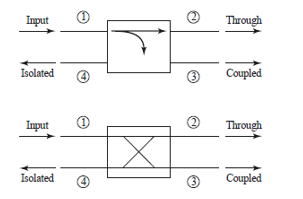 Input ① ② Through
Isolated ④ ③ Coupled
Input ① ② Through
Isolated ④ ③ Coupled